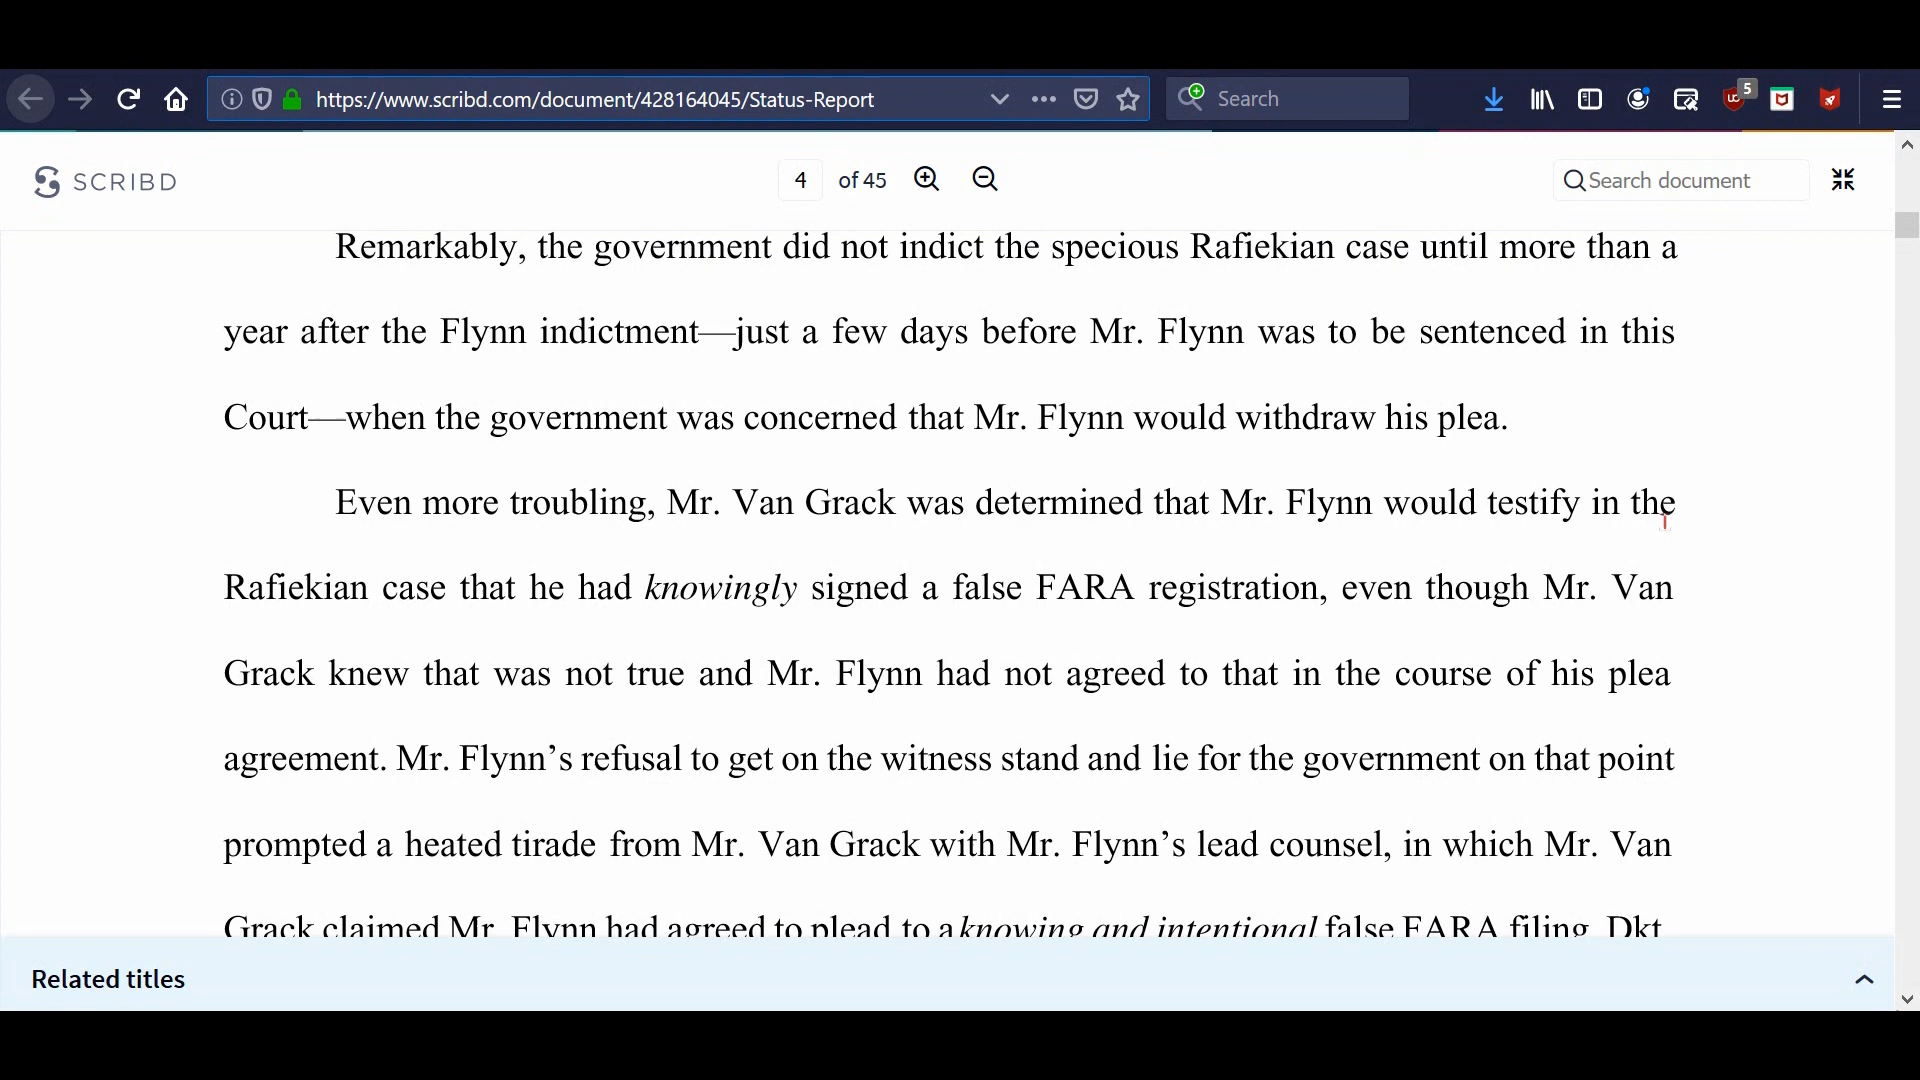 https://www.scribd.com/document/428164045/Status-Report
Search
5
SCRIBD
4 of 45
Search document
Remarkably, the government did not indict the specious Rafiekian case until more than a
year after the Flynn indictment—just a few days before Mr. Flynn was to be sentenced in this
Court—when the government was concerned that Mr. Flynn would withdraw his plea.
Even more troubling, Mr. Van Grack was determined that Mr. Flynn would testify in the
Rafiekian case that he had knowingly signed a false FARA registration, even though Mr. Van
Grack knew that was not true and Mr. Flynn had not agreed to that in the course of his plea
agreement. Mr. Flynn’s refusal to get on the witness stand and lie for the government on that point
prompted a heated tirade from Mr. Van Grack with Mr. Flynn’s lead counsel, in which Mr. Van
Grack claimed Mr. Flynn had agreed to plead to a knowing and intentional false FARA filing. Dkt.
Related titles